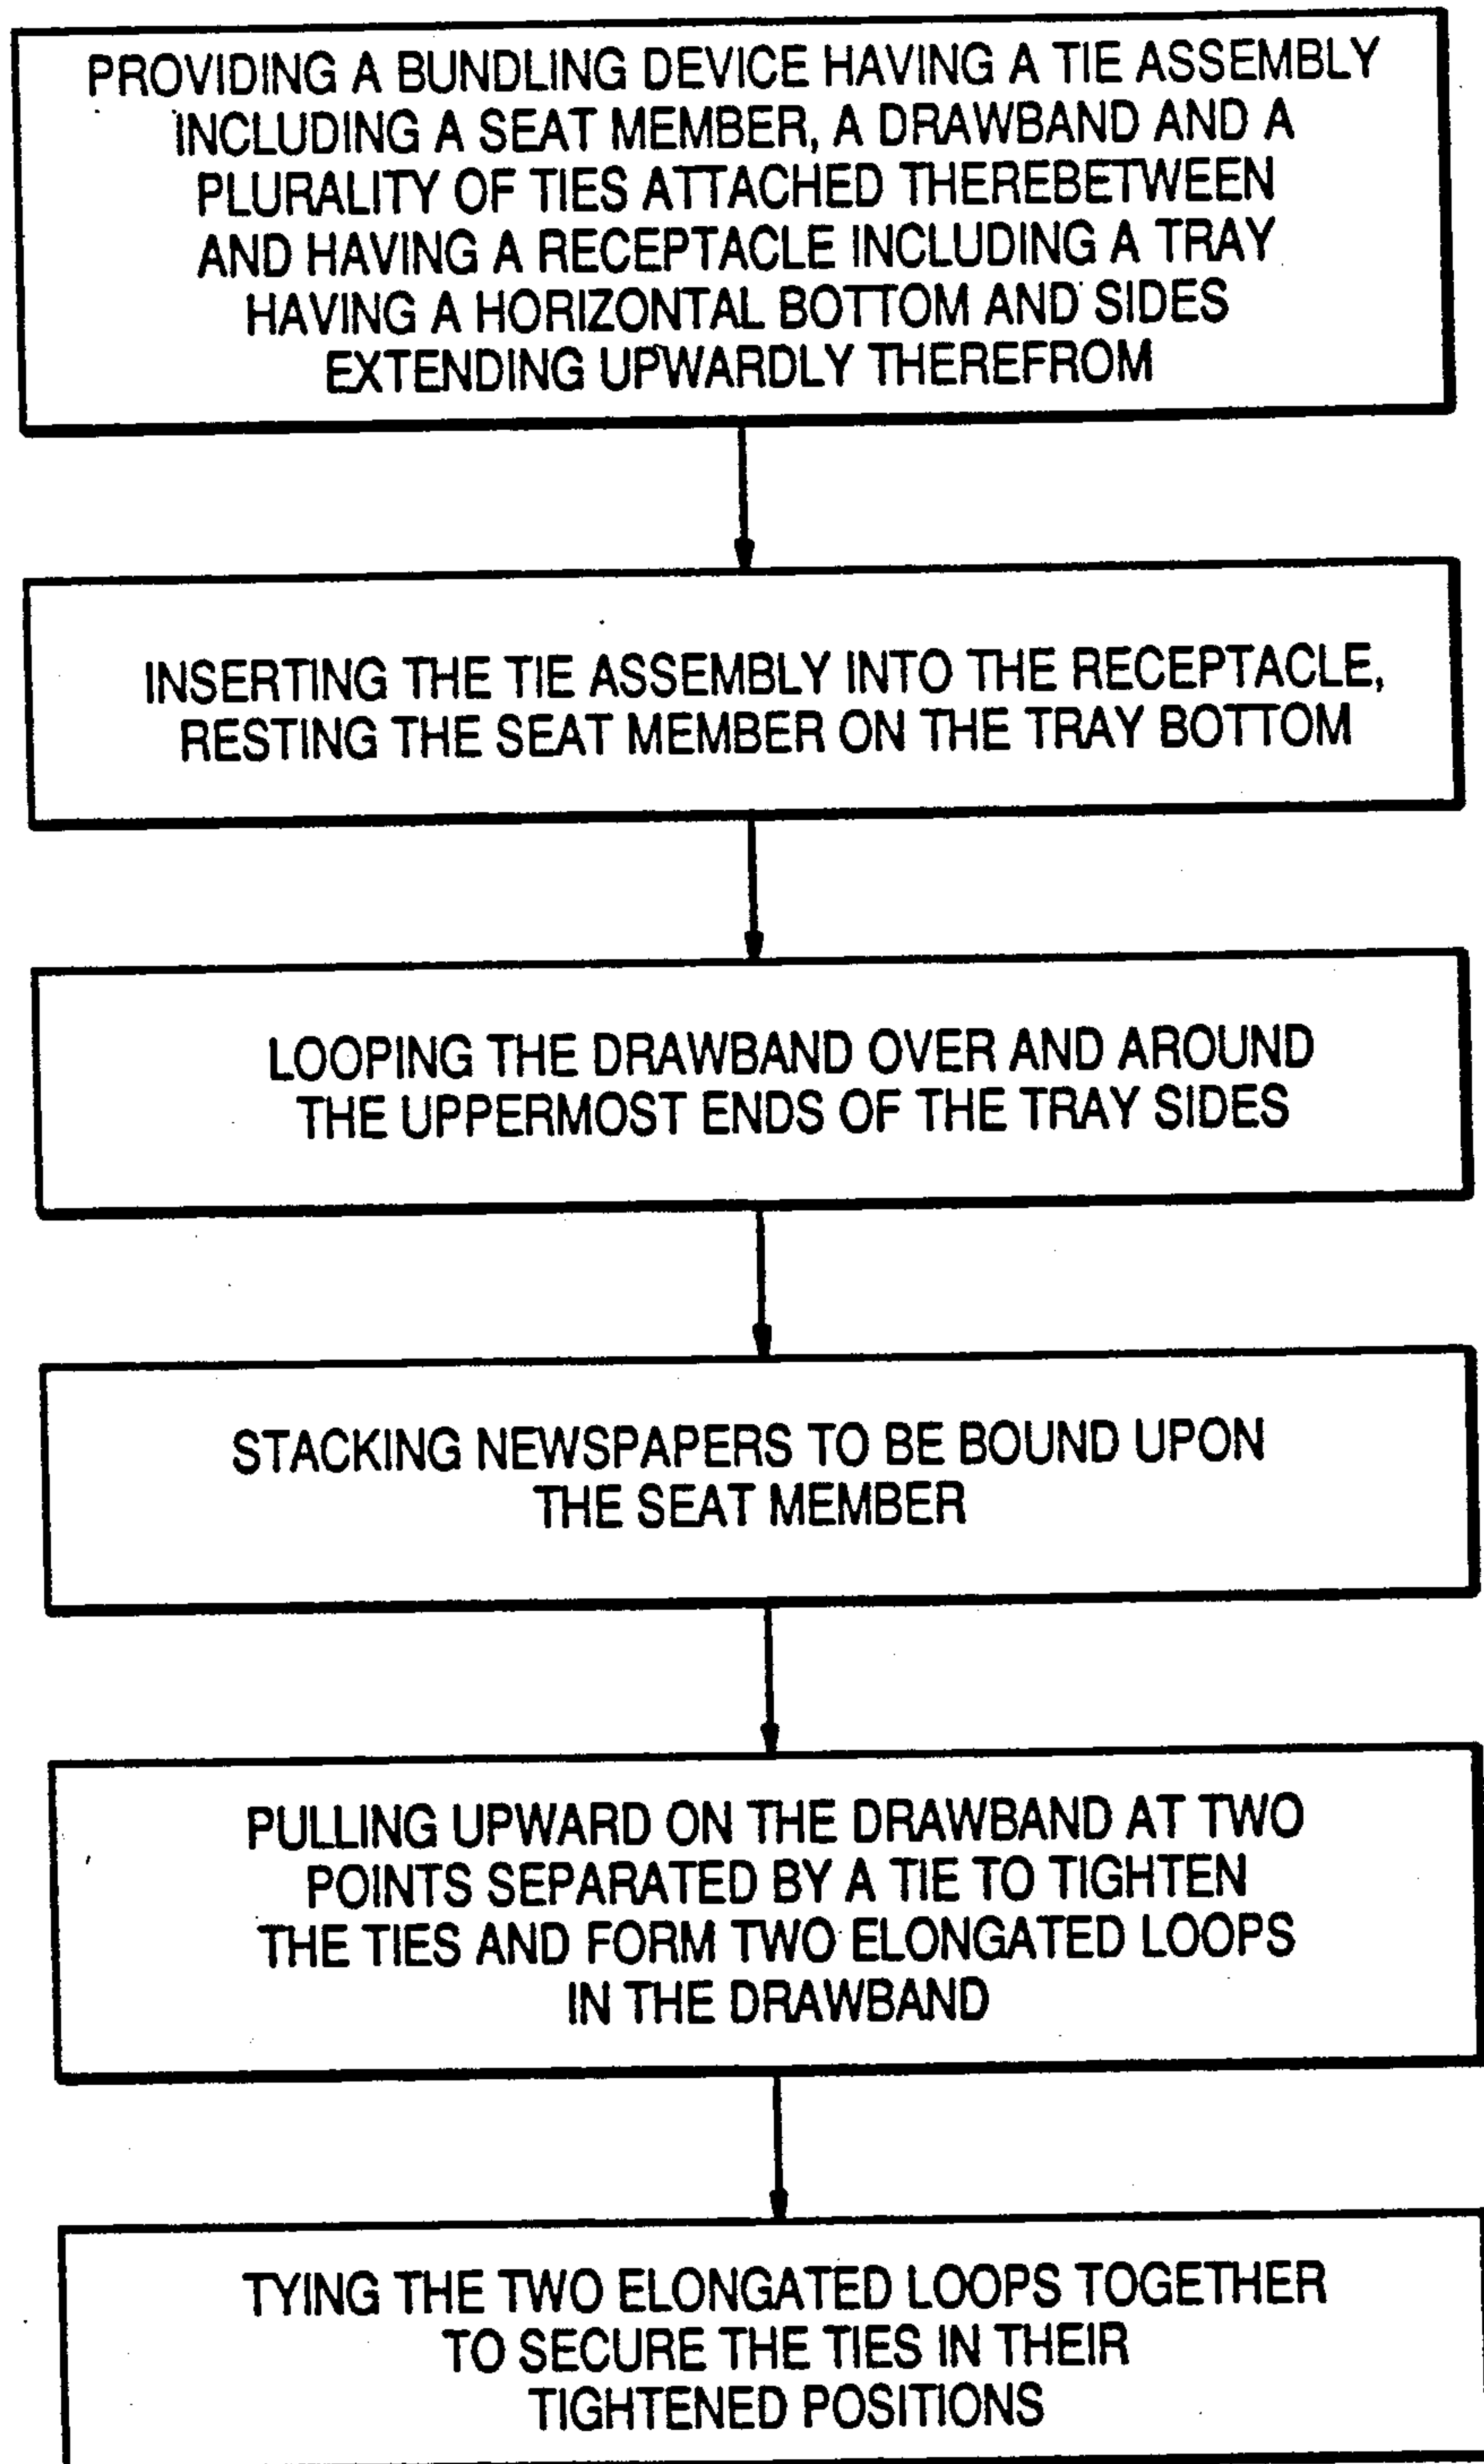 PROVIDING A BUNDLING DEVICE HAVING A TIE ASSEMBLY
INCLUDING A SEAT MEMBER, A DRAWBAND AND A
PLURALITY OF TIES ATTACHED THEREBETWEEN
AND HAVING A RECEPTACLE INCLUDING A TRAY
HAVING A HORIZONTAL BOTTOM AND SIDES
EXTENDING UPWARDLY THEREFROM
INSERTING THE TIE ASSEMBLY INTO THE RECEPTACLE,
RESTING THE SEAT MEMBER ON THE TRAY BOTTOM
LOOPING THE DRAWBAND OVER AND AROUND
THE UPPERMOST ENDS OF THE TRAY SIDES
STACKING NEWSPAPERS TO BE BOUND UPON
THE SEAT MEMBER
PULLING UPWARD ON THE DRAWBAND AT TWO
POINTS SEPARATED BY A TIE TO TIGHTEN
THE TIES AND FORM TWO ELONGATED LOOPS
IN THE DRAWBAND
TYING THE TWO ELONGATED LOOPS TOGETHER
TO SECURE THE TIES IN THEIR
TIGHTENED POSITIONS